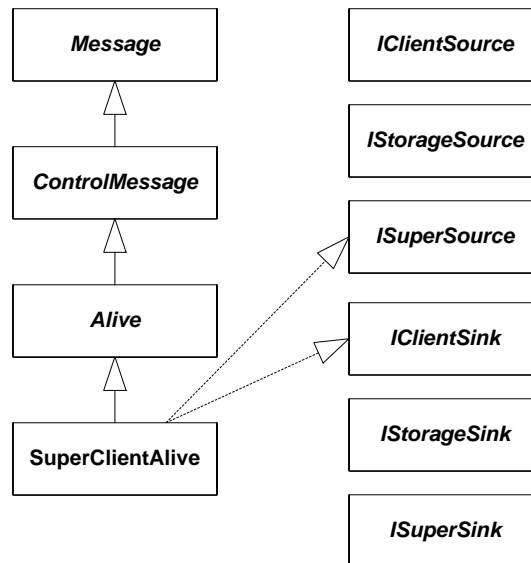 Message
ControlMessage
Alive
SuperClientAlive
IClientSource
IStorageSource
ISuperSource
IClientSink
IStorageSink
ISuperSink